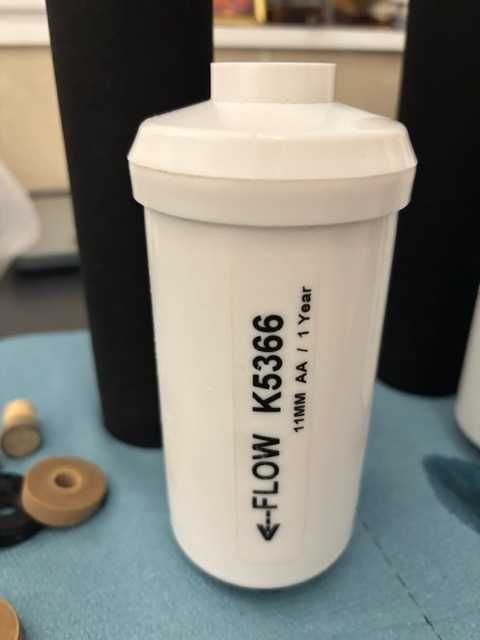 <--FLOW K5366
11MM AA / 1 Year